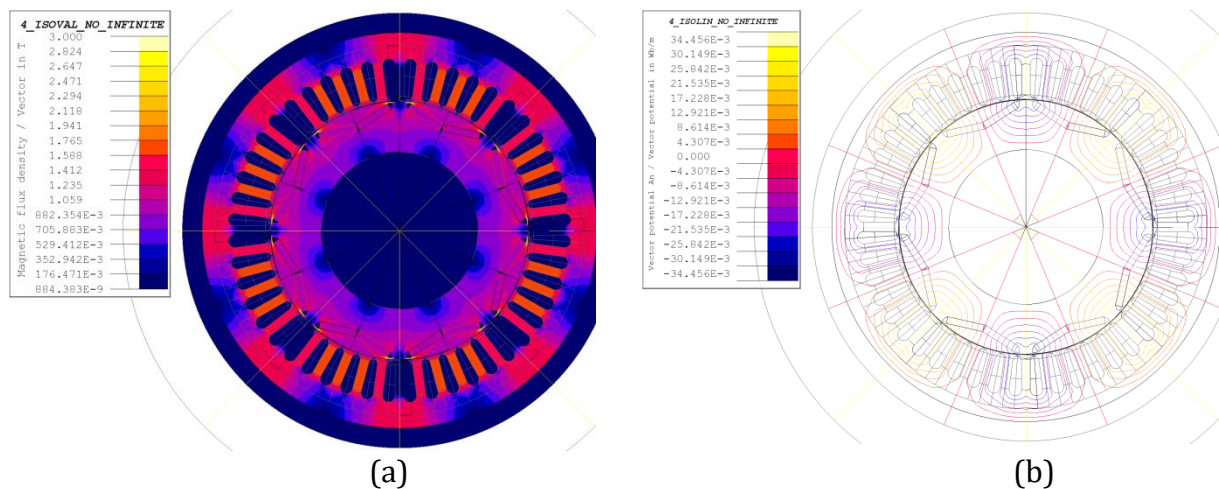 4_ISOVAL_NO_INFINITE
Magnetic flux density / Vector in T
3.000
2.824
2.647
2.471
2.294
2.118
1.941
1.765
1.588
1.412
1.235
1.059
882.354E-3
705.883E-3
529.412E-3
352.942E-3
176.471E-3
884.383E-9
(a)
4_ISOLIN_NO_INFINITE
Vector potential An / Vector potential in Wb/m
34.456E-3
30.149E-3
25.842E-3
21.535E-3
17.228E-3
12.921E-3
8.614E-3
4.307E-3
0.000
-4.307E-3
-8.614E-3
-12.921E-3
-17.228E-3
-21.535E-3
-25.842E-3
-30.149E-3
-34.456E-3
(b)